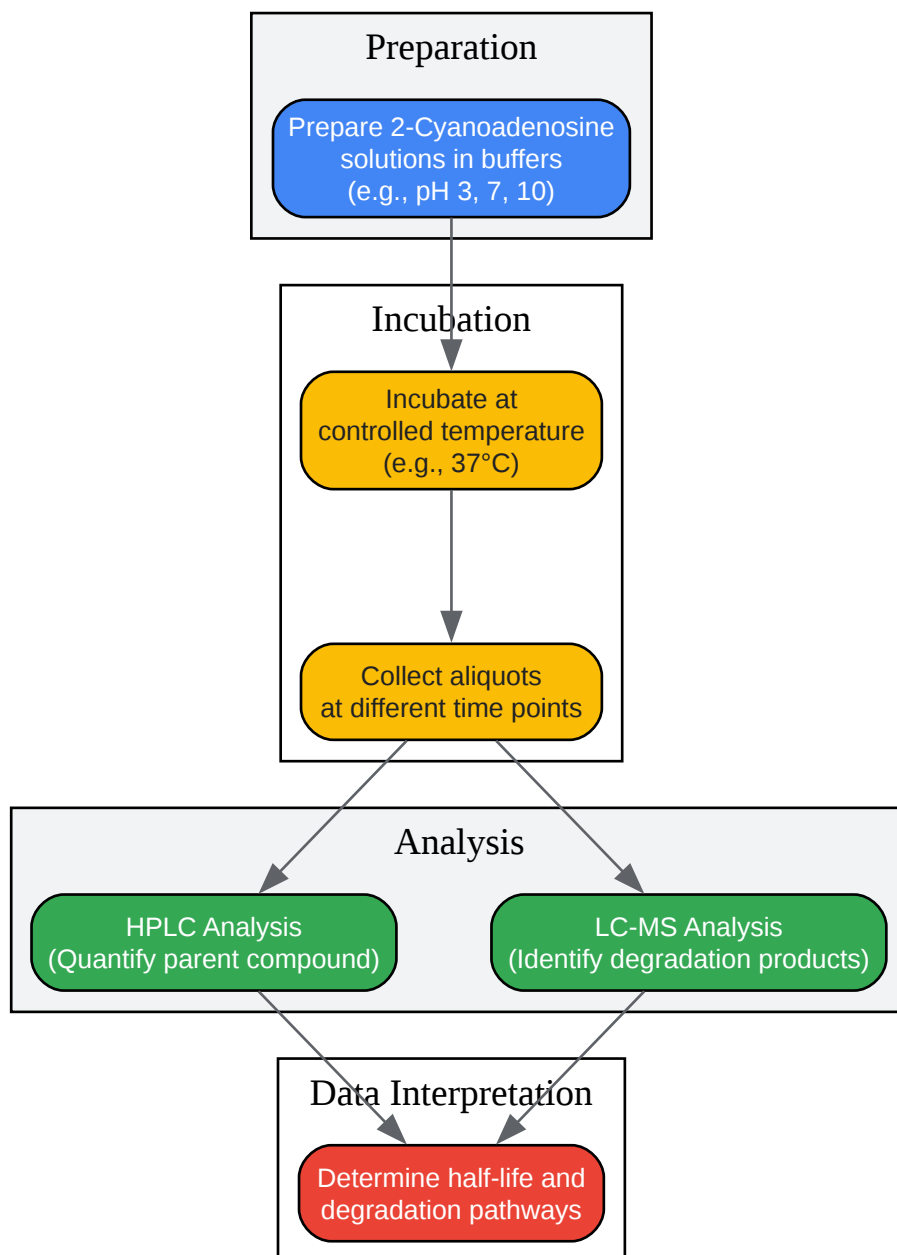 Preparation
Prepare 2-Cyanoadenosine
solutions in buffers
(e.g., pH 3, 7, 10)
Incubation
Incubate at
controlled temperature
(e.g., 37°C)
Collect aliquots
at different time points
Analysis
HPLC Analysis
(Quantify parent compound)
LC-MS Analysis
(Identify degradation products)
Data Interpretation
Determine half-life and
degradation pathways